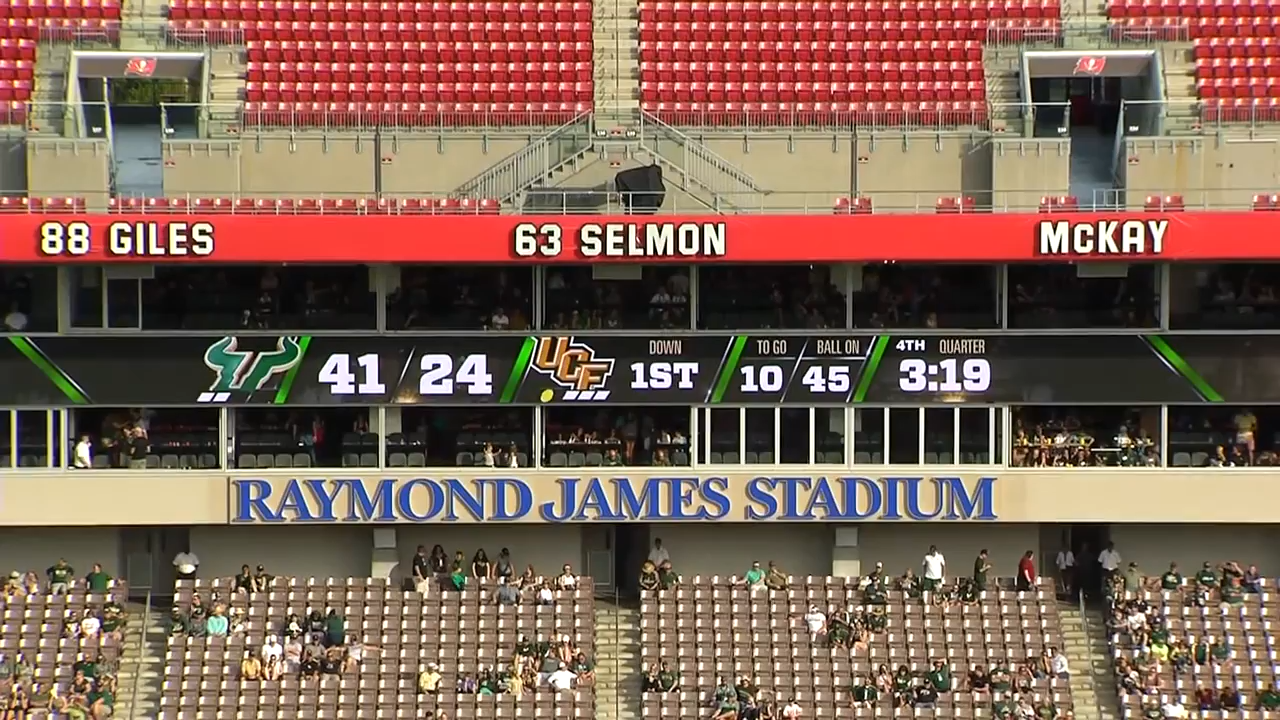 88 GILES 63 SELMON McKAY
DOWN TO GO BALL ON 4TH QUARTER
41 24 UCF 1ST 10 45 3:19
RAYMOND JAMES STADIUM